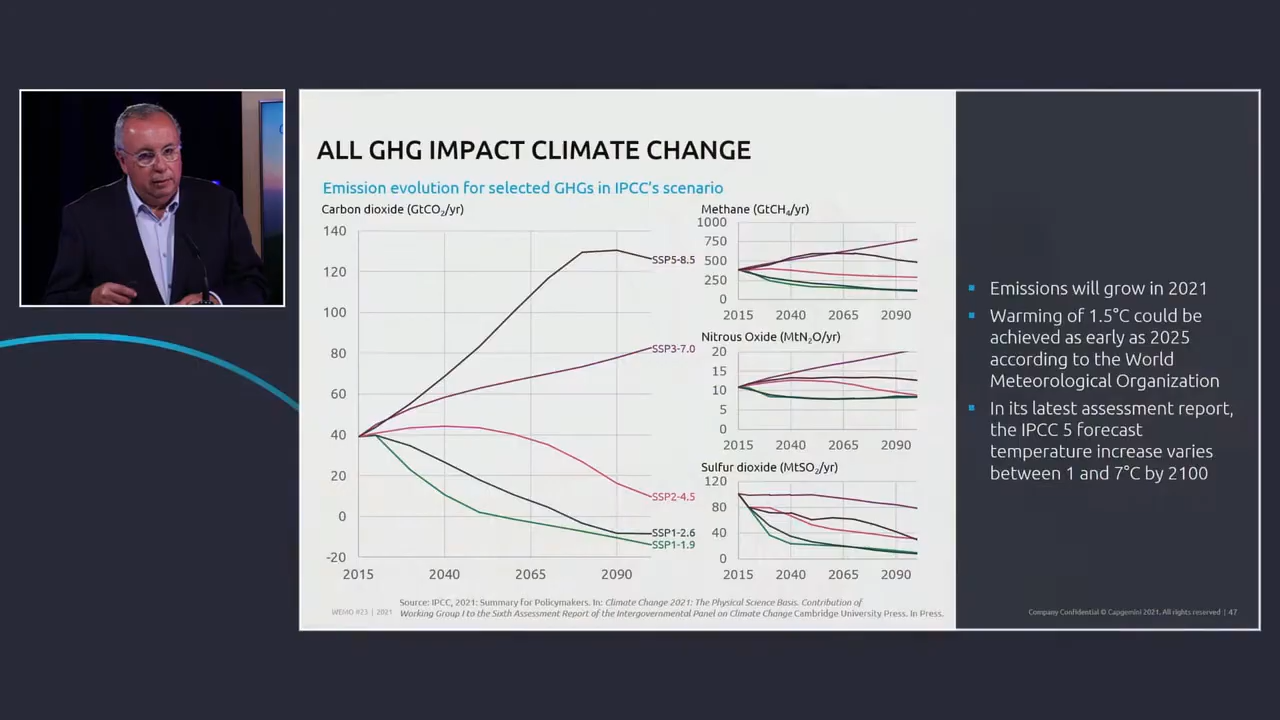 ALL GHG IMPACT CLIMATE CHANGE
Emission evolution for selected GHGs in IPCC's scenario
Carbon dioxide (GtCO₂/yr)
140
120
100
80
60
40
20
0
-20
2015 2040 2065 2090
SSP5-8.5
SSP3-7.0
SSP2-4.5
SSP1-2.6
SSP1-1.9
Methane (GtCH₄/yr)
1000
750
500
250
0
2015 2040 2065 2090
Nitrous Oxide (MtN₂O/yr)
20
15
10
5
0
2015 2040 2065 2090
Sulfur dioxide (MtSO₂/yr)
120
80
40
0
2015 2040 2065 2090
Source: IPCC, 2021: Summary for Policymakers. In: Climate Change 2021: The Physical Science Basis. Contribution of
Working Group I to the Sixth Assessment Report of the Intergovernmental Panel on Climate Change Cambridge University Press. In Press.
WEMO #23 | 2021
▪ Emissions will grow in 2021
▪ Warming of 1.5°C could be
achieved as early as 2025
according to the World
Meteorological Organization
▪ In its latest assessment report,
the IPCC 5 forecast
temperature increase varies
between 1 and 7°C by 2100
Company Confidential © Capgemini 2021. All rights reserved | 47